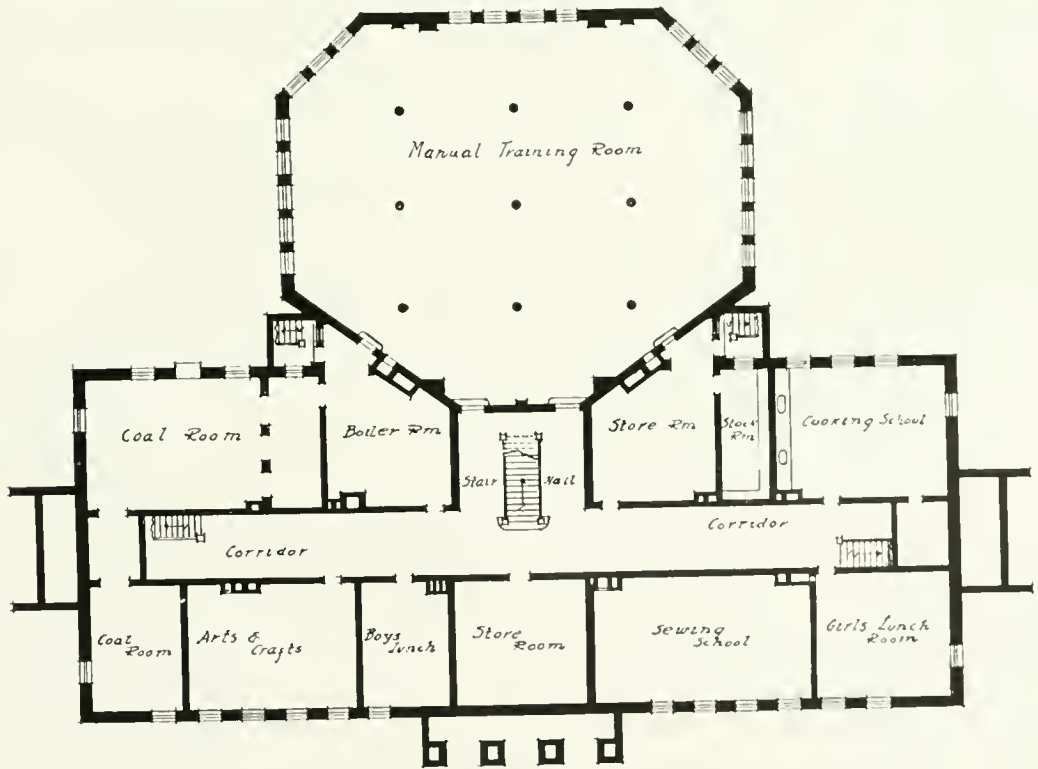 Manual Training Room
Coal Room
Boiler Rm
Store Rm
Stock
Rm
Cooking School
Stair Hall
Corridor
Corridor
Coal
Room
Arts &
Crafts
Boys
Lunch
Store
Room
Sewing
School
Girls Lunch
Room